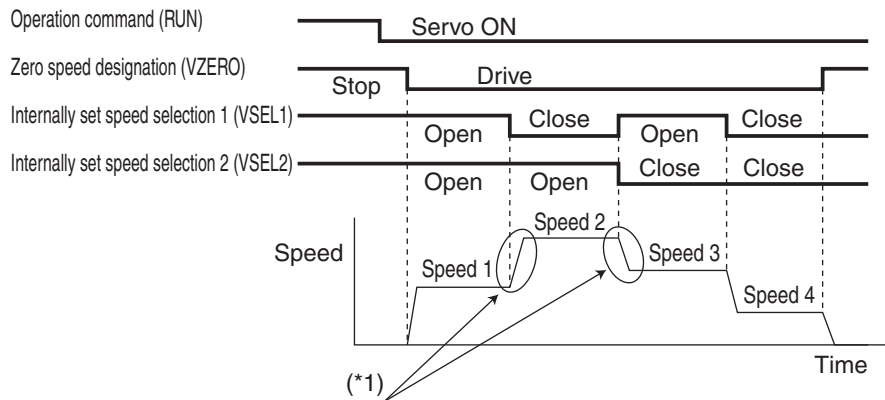 Operation command (RUN)
Servo ON
Zero speed designation (VZERO)
Stop
Drive
Internally set speed selection 1 (VSEL1)
Open
Close
Open
Close
Internally set speed selection 2 (VSEL2)
Open
Open
Close
Close
Speed
Speed 1
Speed 2
Speed 3
Speed 4
Time
(*1)